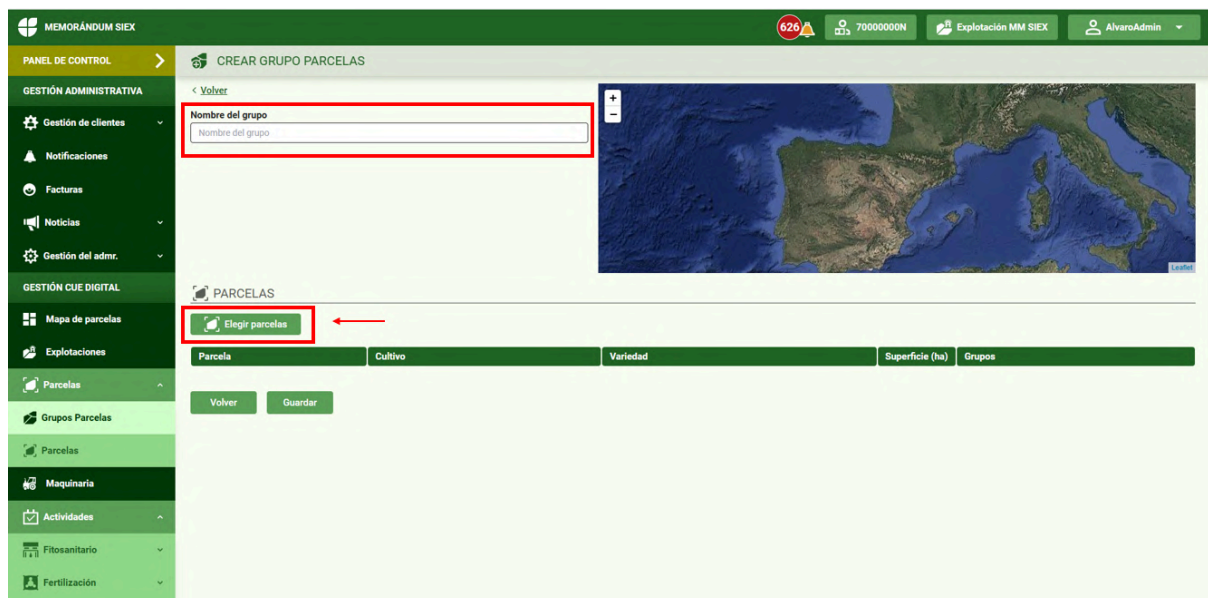 MEMORÁNDUM SIEX
626
70000000N
Explotación MM SIEX
AlvaroAdmin
PANEL DE CONTROL
CREAR GRUPO PARCELAS
GESTIÓN ADMINISTRATIVA
< Volver
Nombre del grupo
Nombre del grupo
+
−
Gestión de clientes
Notificaciones
Facturas
Noticias
Gestión del admr.
Leaflet
GESTIÓN CUE DIGITAL
PARCELAS
Mapa de parcelas
Elegir parcelas
Explotaciones
Parcela Cultivo Variedad Superficie (ha) Grupos
Parcelas
Volver Guardar
Grupos Parcelas
Parcelas
Maquinaria
Actividades
Fitosanitario
Fertilización